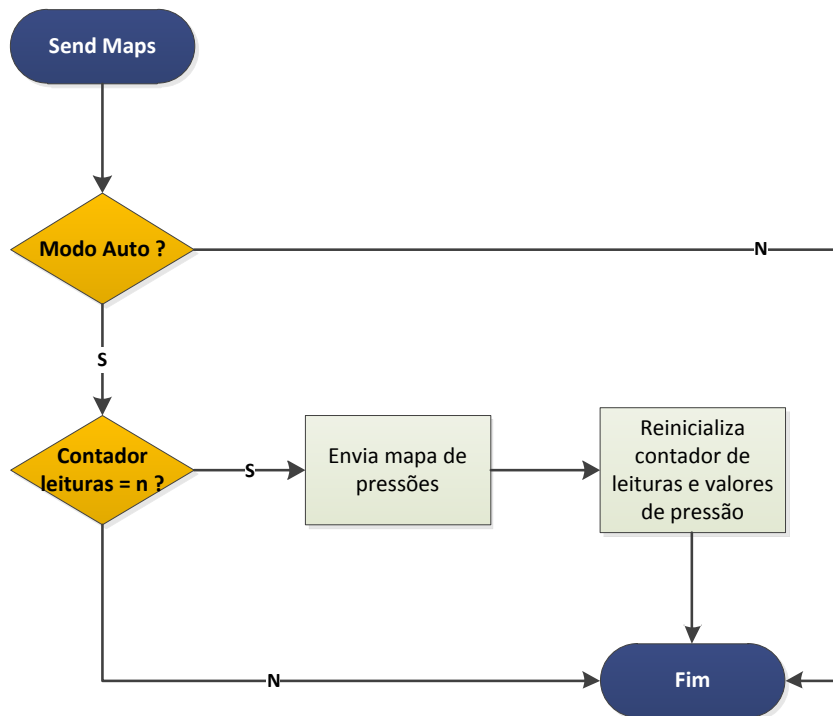 Send Maps
Modo Auto ?
N
S
Contador
leituras = n ?
S
Envia mapa de
pressões
Reinicializa
contador de
leituras e valores
de pressão
N
Fim